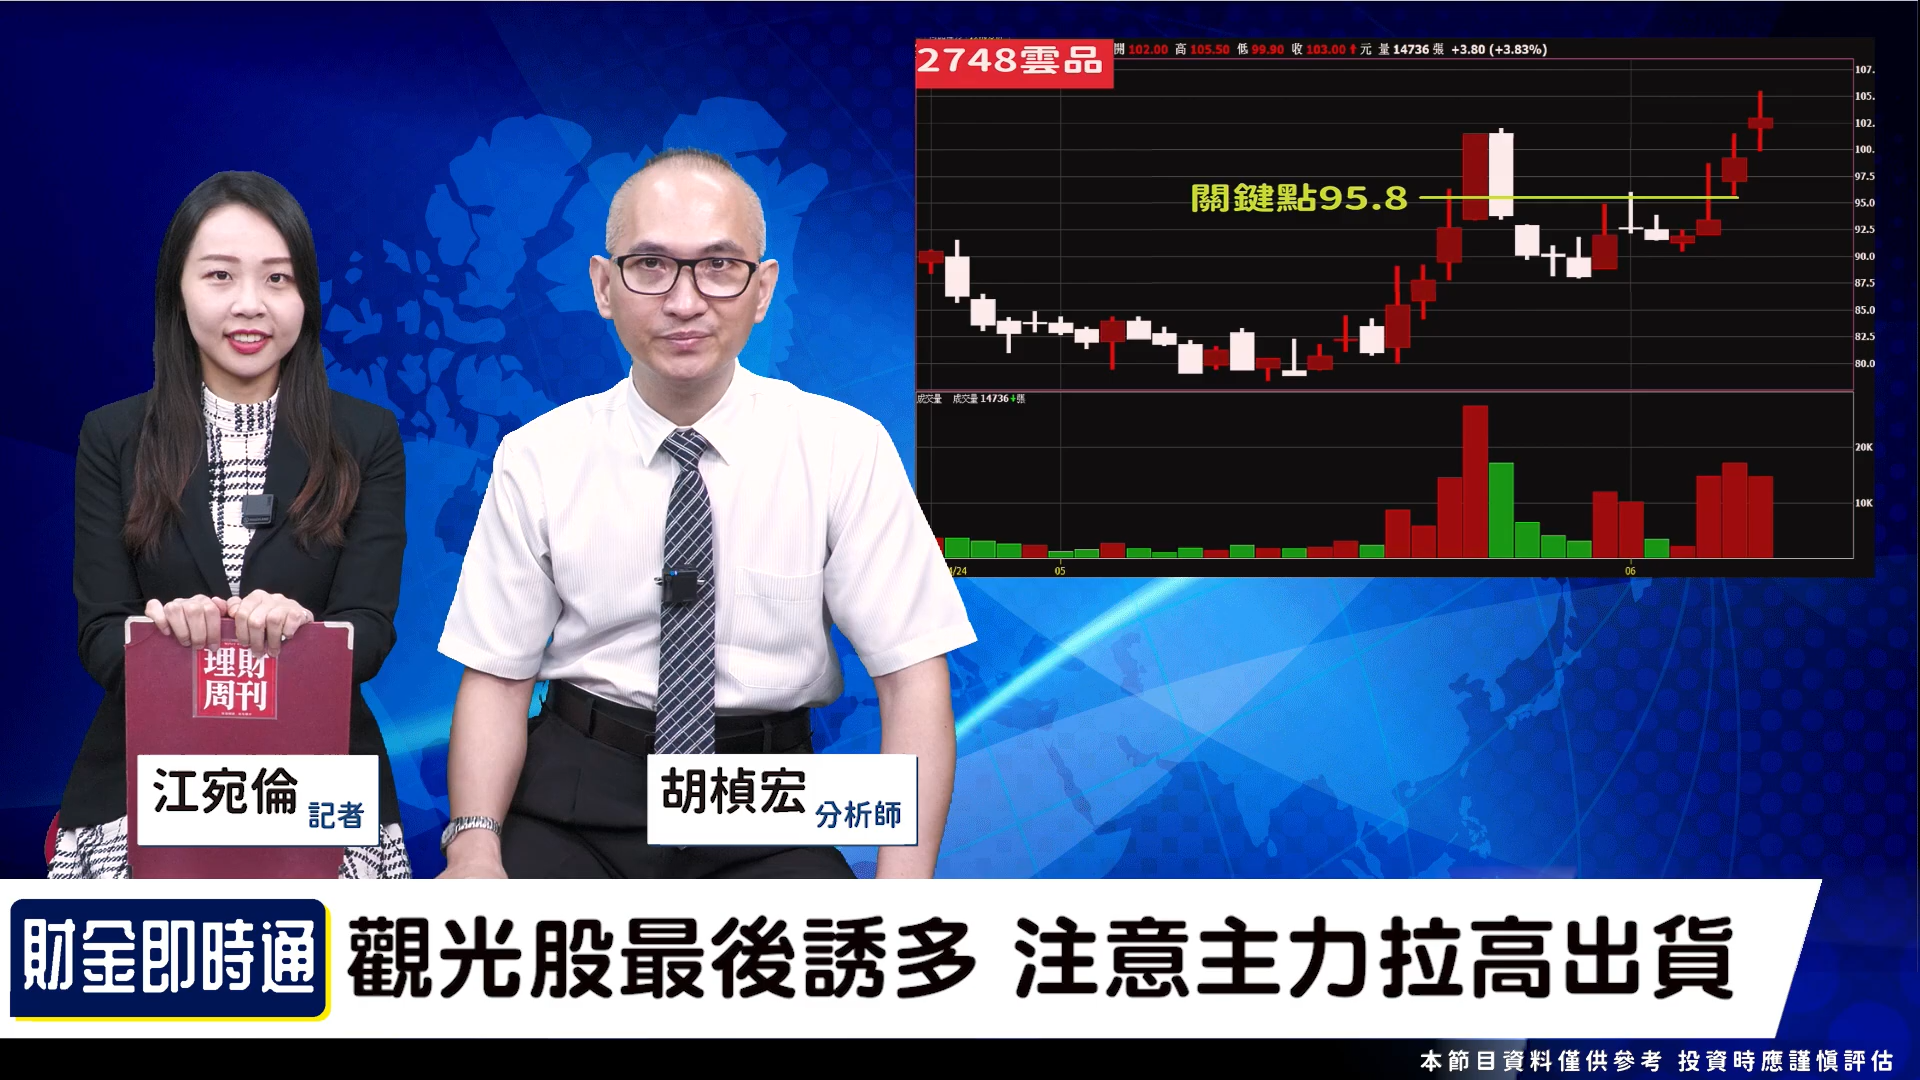 2748雲品
開 102.00 高 105.50 低 99.90 收 103.00 元 量 14736 張 +3.80 (+3.83%)
107.
105.
102.
100.
97.5
95.0
92.5
90.0
87.5
85.0
82.5
80.0
關鍵點95.8
成交量 成交量 14736 張
20K
10K
/24
05
06
理財
周刊
江宛倫 記者
胡楨宏 分析師
財金即時通
觀光股最後誘多 注意主力拉高出貨
本節目資料僅供參考 投資時應謹慎評估